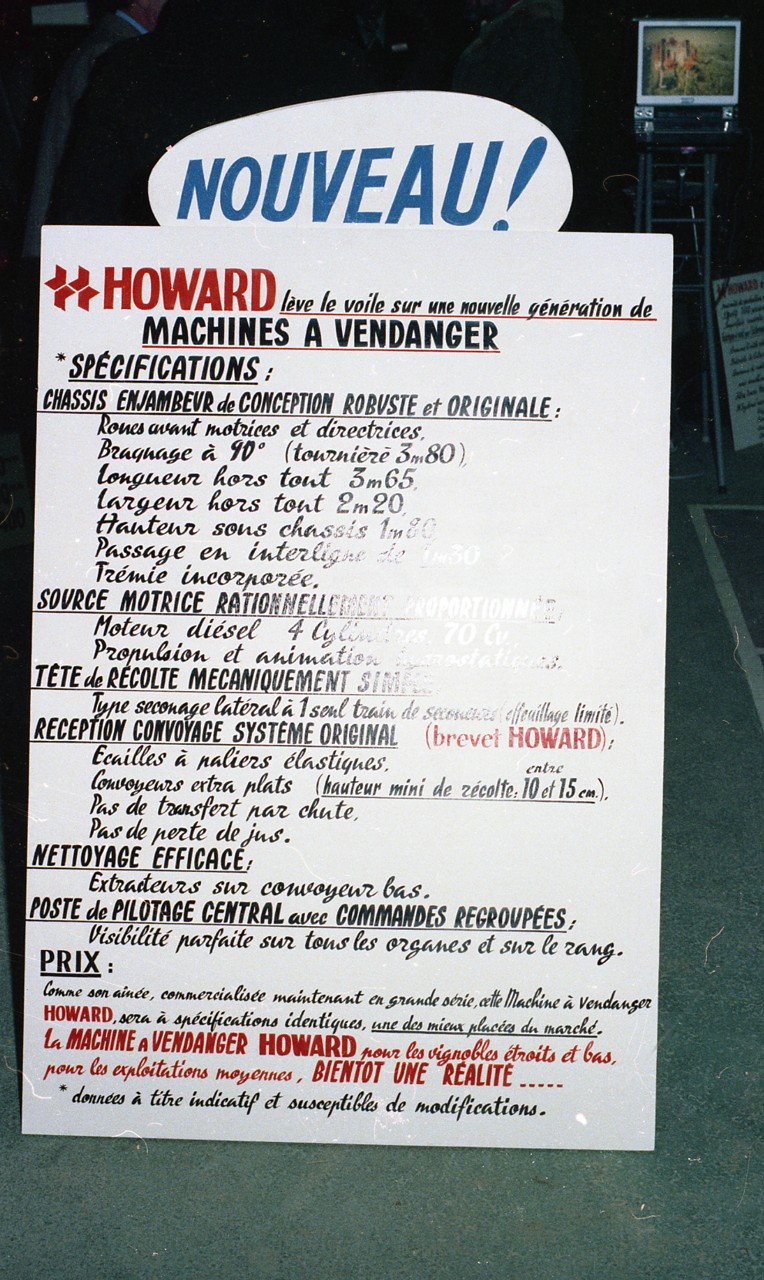 NOUVEAU!
HOWARD lève le voile sur une nouvelle génération de
MACHINES A VENDANGER
* SPÉCIFICATIONS :
CHASSIS ENJAMBEUR de CONCEPTION ROBUSTE et ORIGINALE :
Roues avant motrices et directrices,
Braquage à 90° (tournière 3m80),
Longueur hors tout 3m65,
Largeur hors tout 2m20,
Hauteur sous chassis 1m80
Passage en interligne de 1m30
Trémie incorporée.
SOURCE MOTRICE RATIONNELLEMENT PROPORTIONNÉE,
Moteur diésel 4 Cylindres, 70 Cv,
Propulsion et animation hydrostatiques.
TÊTE de RÉCOLTE MECANIQUEMENT SIMPLE
Type secouage latéral à 1 seul train de secoueurs (effeuillage limité).
RECEPTION CONVOYAGE SYSTÈME ORIGINAL (brevet HOWARD) :
Ecailles à paliers élastiques,
Convoyeurs extra plats (hauteur mini de récolte: entre 10 et 15 cm.),
Pas de transfert par chute,
Pas de perte de jus.
NETTOYAGE EFFICACE;
Extracteurs sur convoyeur bas.
POSTE de PILOTAGE CENTRAL avec COMMANDES REGROUPÉES;
Visibilité parfaite sur tous les organes et sur le rang.
PRIX :
Comme son ainée, commercialisée maintenant en grande série, cette Machine à vendanger
HOWARD, sera à spécifications identiques, une des mieux placées du marché.
La MACHINE A VENDANGER HOWARD pour les vignobles étroits et bas,
pour les exploitations moyennes, BIENTOT UNE RÉALITÉ .....
* données à titre indicatif et susceptibles de modifications.
HOWARD